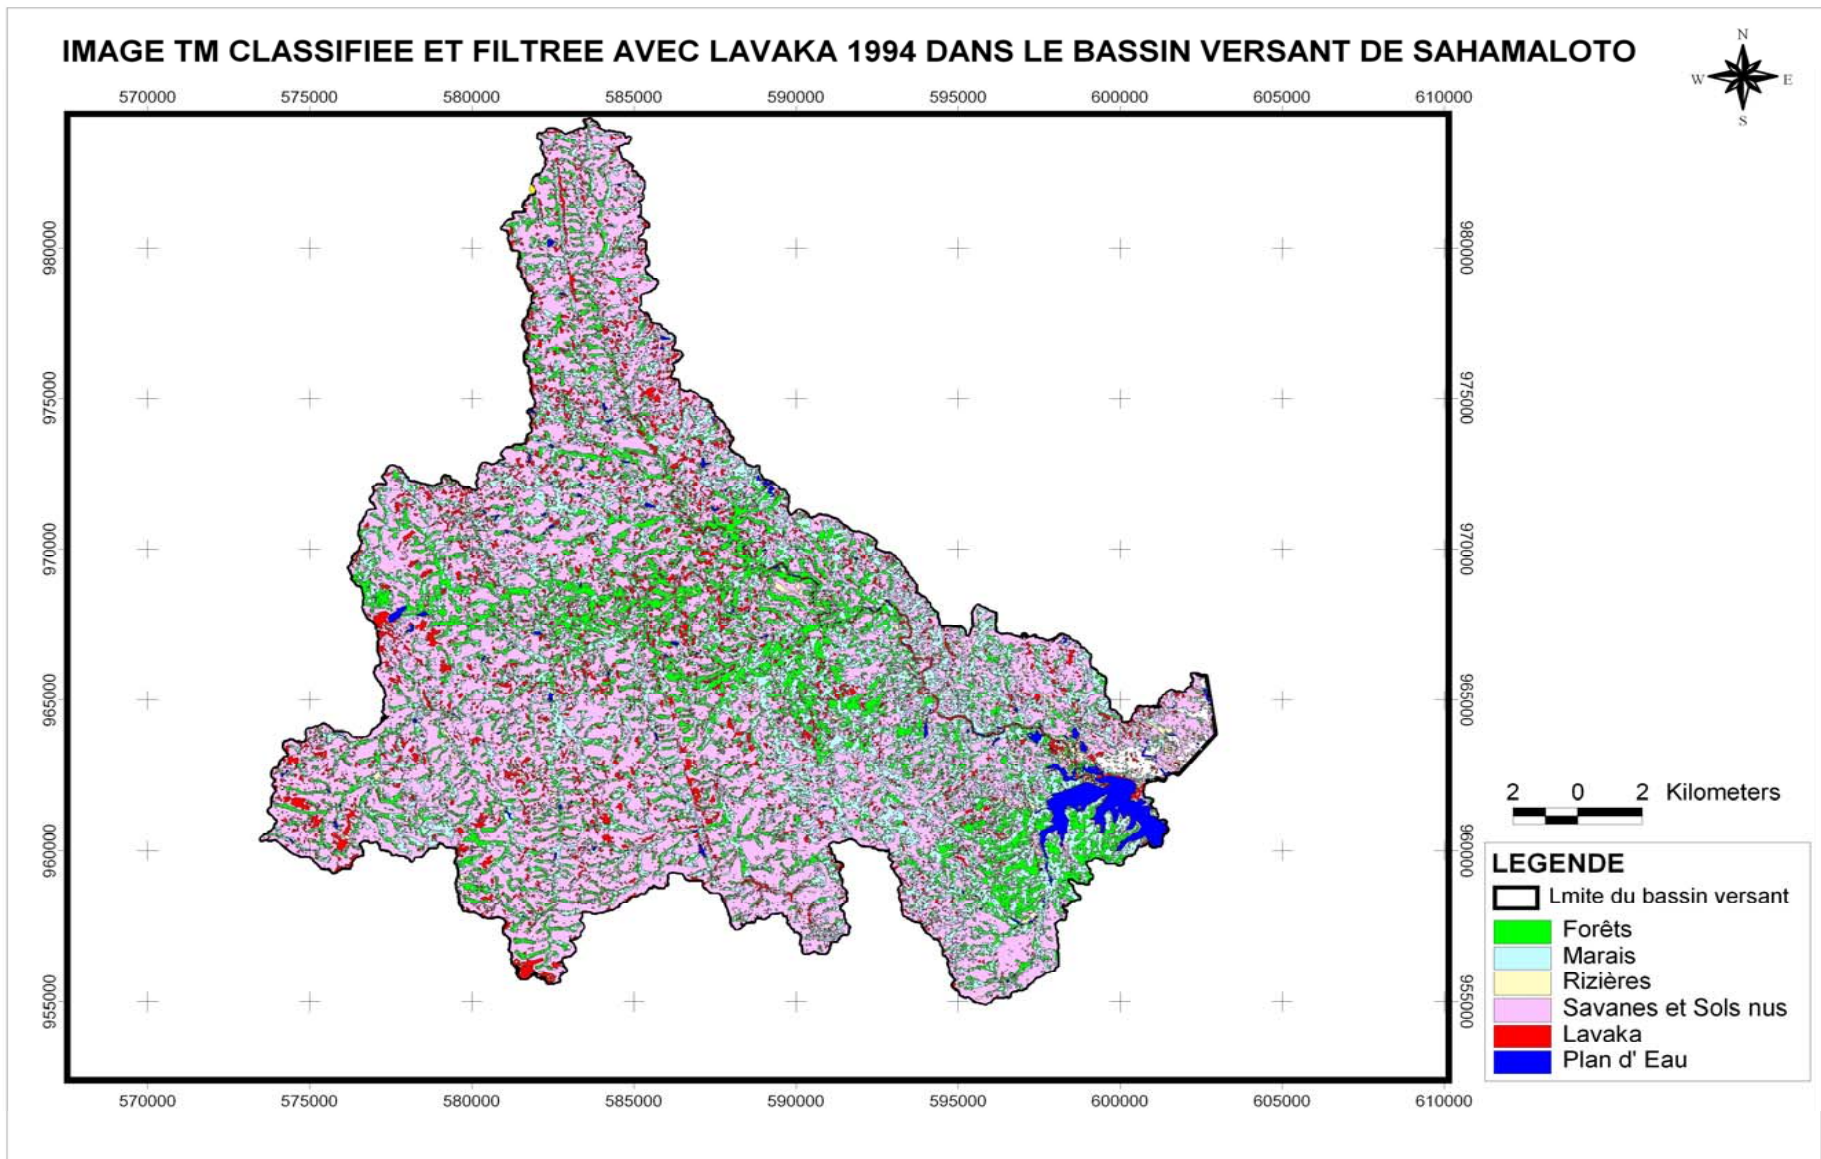 IMAGE TM CLASSIFIEE ET FILTREE AVEC LAVAKA 1994 DANS LE BASSIN VERSANT DE SAHAMALOTO
N
W E
S
570000 575000 580000 585000 590000 595000 600000 605000 610000
980000 980000
975000 975000
970000 970000
965000 965000
960000 960000
955000 955000
570000 575000 580000 585000 590000 595000 600000 605000 610000
2 0 2 Kilometers
LEGENDE
Lmite du bassin versant
Forêts
Marais
Rizières
Savanes et Sols nus
Lavaka
Plan d' Eau